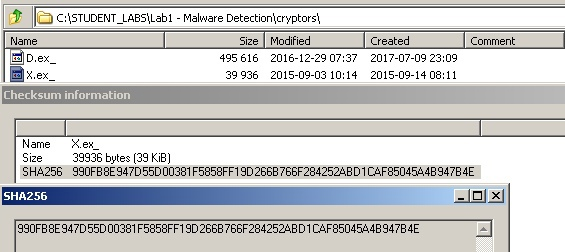 C:\STUDENT_LABS\Lab1 - Malware Detection\cryptors\
Name Size Modified Created Comment
D.ex_ 495 616 2016-12-29 07:37 2017-07-09 23:09
X.ex_ 39 936 2015-09-03 10:14 2015-09-14 08:11
Checksum information
Name X.ex_
Size 39936 bytes (39 KiB)
SHA256 990FB8E947D55D00381F5858FF19D266B766F284252ABD1CAF85045A4B947B4E
SHA256
990FB8E947D55D00381F5858FF19D266B766F284252ABD1CAF85045A4B947B4E